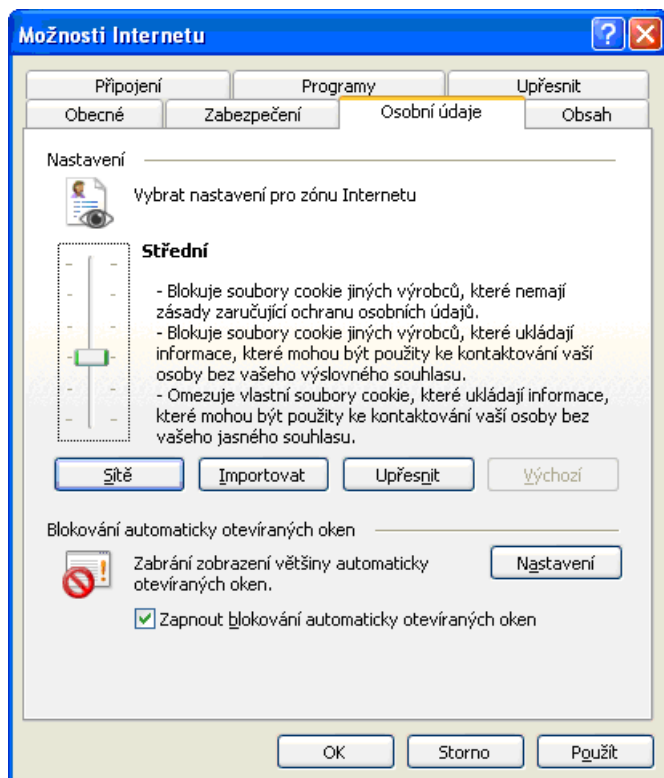 Možnosti Internetu
Připojení Programy Upřesnit
Obecné Zabezpečení Osobní údaje Obsah
Nastavení
Vybrat nastavení pro zónu Internetu
Střední
- Blokuje soubory cookie jiných výrobců, které nemají
zásady zaručující ochranu osobních údajů.
- Blokuje soubory cookie jiných výrobců, které ukládají
informace, které mohou být použity ke kontaktování vaší
osoby bez vašeho výslovného souhlasu.
- Omezuje vlastní soubory cookie, které ukládají informace,
které mohou být použity ke kontaktování vaší osoby bez
vašeho jasného souhlasu.
Sítě Importovat Upřesnit Výchozí
Blokování automaticky otevíraných oken
Zabrání zobrazení většiny automaticky
otevíraných oken.
Nastavení
Zapnout blokování automaticky otevíraných oken
OK Storno Použít